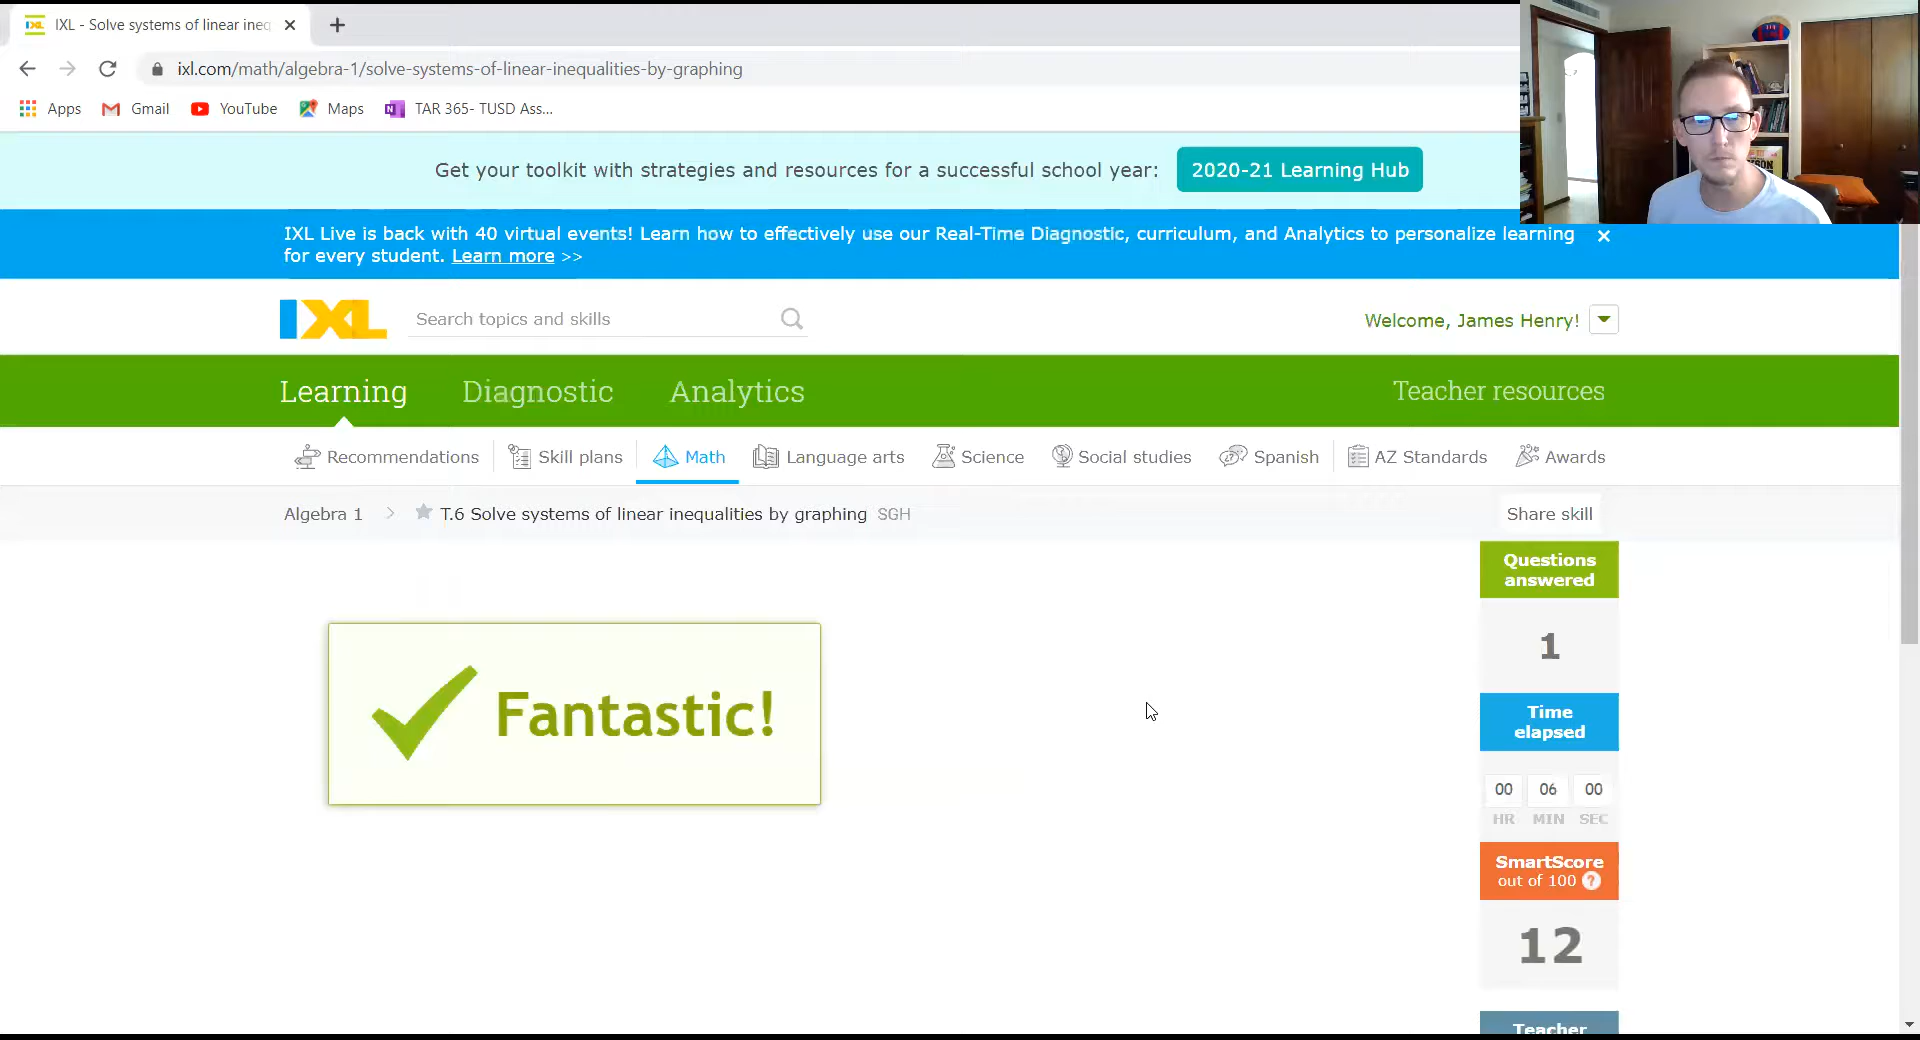 IXL - Solve systems of linear ineq
ixl.com/math/algebra-1/solve-systems-of-linear-inequalities-by-graphing
Apps Gmail YouTube Maps TAR 365- TUSD Ass...
Get your toolkit with strategies and resources for a successful school year: 2020-21 Learning Hub
IXL Live is back with 40 virtual events! Learn how to effectively use our Real-Time Diagnostic, curriculum, and Analytics to personalize learning
for every student. Learn more >>
IXL Search topics and skills Welcome, James Henry!
Learning Diagnostic Analytics Teacher resources
Recommendations Skill plans Math Language arts Science Social studies Spanish AZ Standards Awards
Algebra 1 > T.6 Solve systems of linear inequalities by graphing SGH Share skill
Questions
answered
1
Fantastic!
Time
elapsed
00 06 00
HR MIN SEC
SmartScore
out of 100 ?
12
Teacher